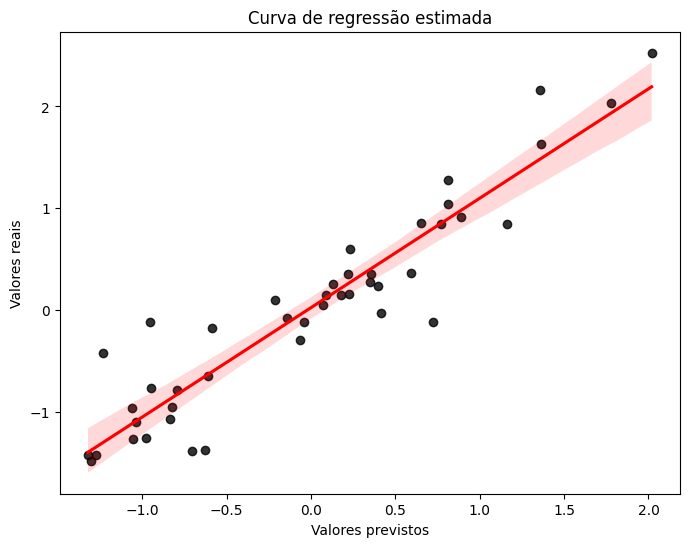 Curva de regressão estimada
Valores reais
2
1
0
−1
−1.0 −0.5 0.0 0.5 1.0 1.5 2.0
Valores previstos